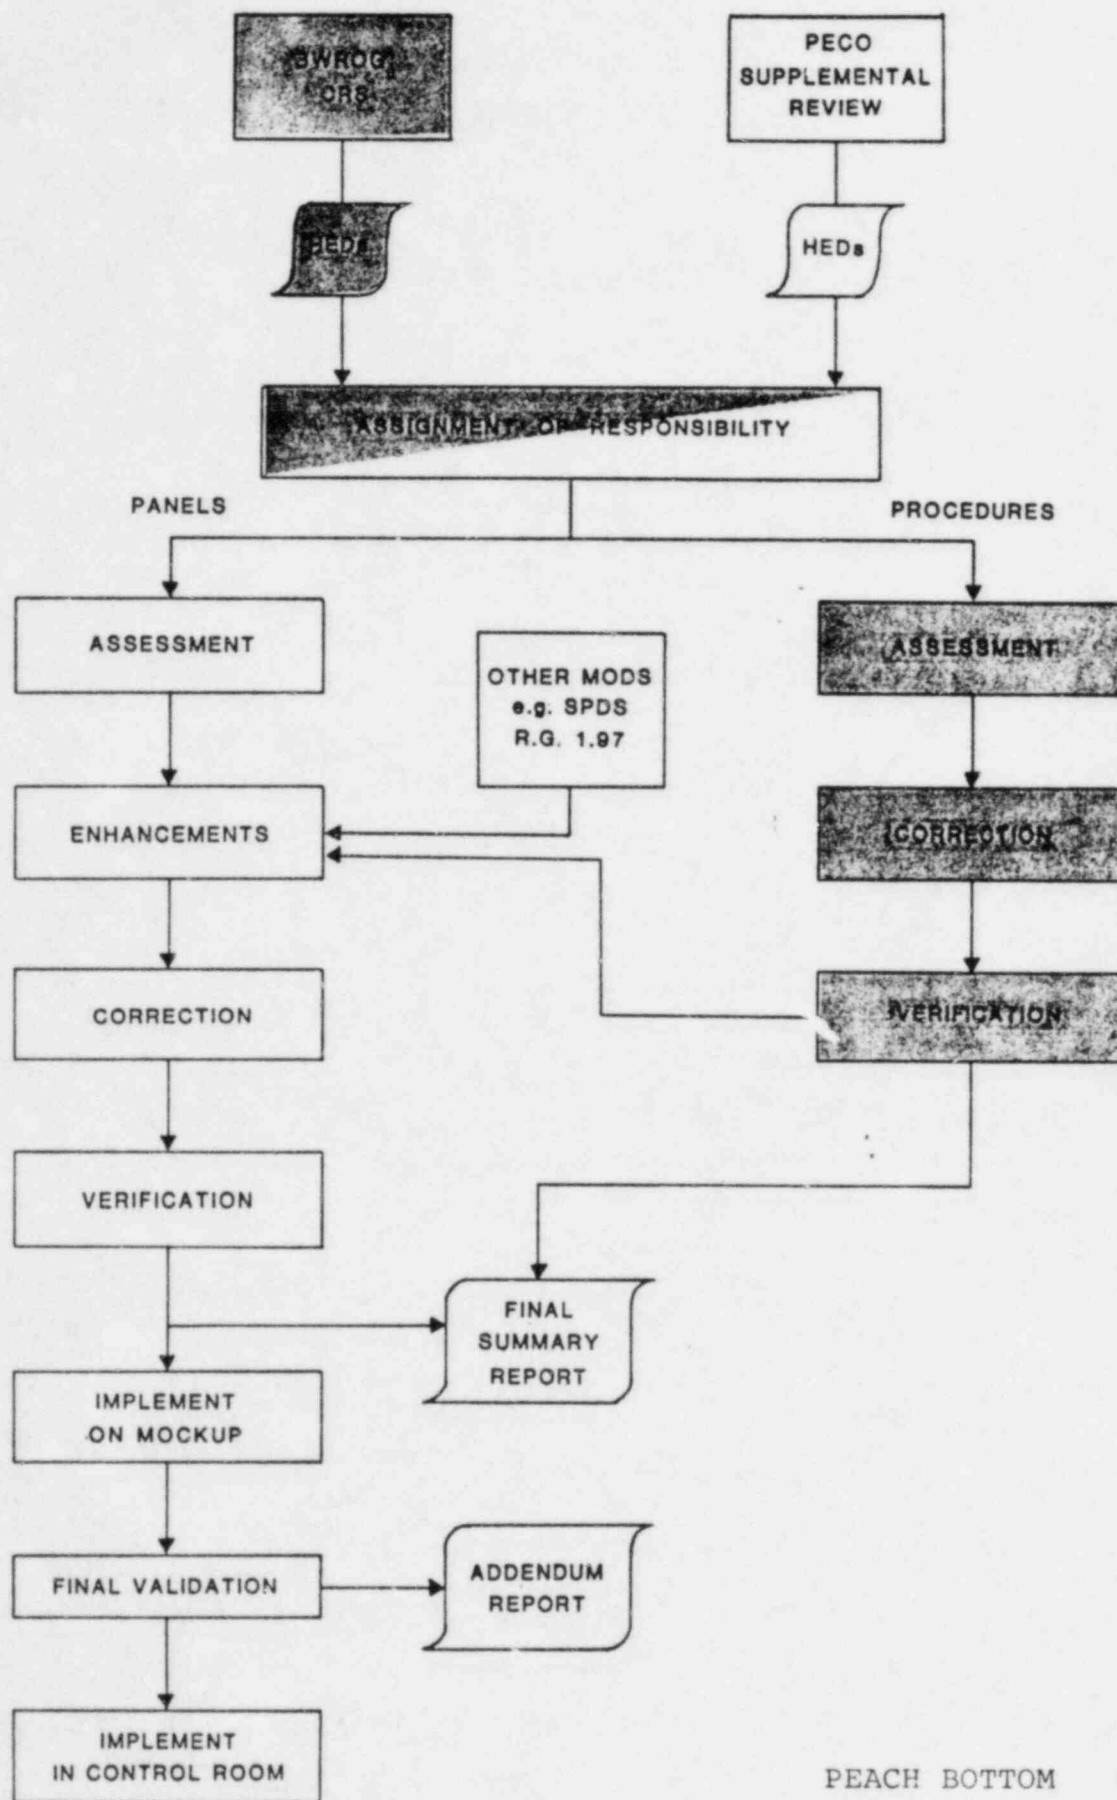 BWROG
CRS
PECO
SUPPLEMENTAL
REVIEW
HEDs
HEDs
ASSIGNMENT OF RESPONSIBILITY
PANELS
PROCEDURES
ASSESSMENT
ASSESSMENT
OTHER MODS
e.g. SPDS
R.G. 1.97
ENHANCEMENTS
CORRECTION
CORRECTION
VERIFICATION
VERIFICATION
FINAL
SUMMARY
REPORT
IMPLEMENT
ON MOCKUP
FINAL VALIDATION
ADDENDUM
REPORT
IMPLEMENT
IN CONTROL ROOM
PEACH BOTTOM